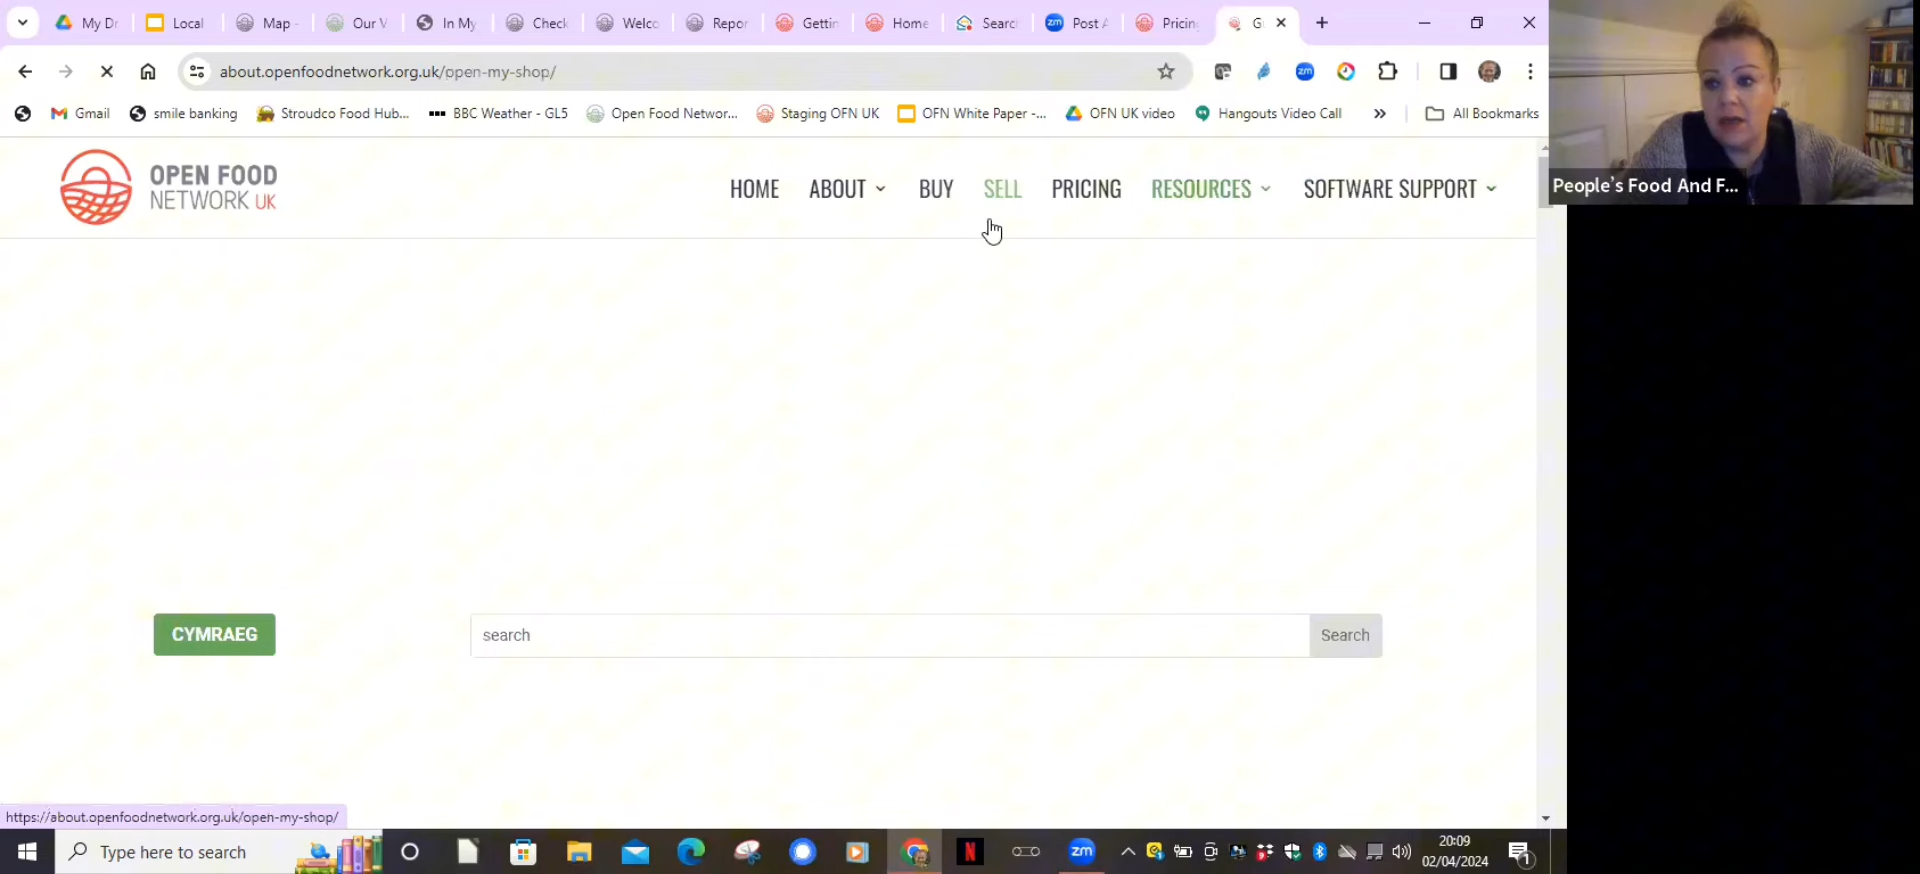 My Dr
Local
Map -
Our V
In My
Check
Welco
Repor
Gettin
Home
Search
Post A
Pricing
G
about.openfoodnetwork.org.uk/open-my-shop/
Gmail
smile banking
Stroudco Food Hub...
BBC Weather - GL5
Open Food Networ...
Staging OFN UK
OFN White Paper -...
OFN UK video
Hangouts Video Call
All Bookmarks
OPEN FOOD
NETWORK UK
HOME
ABOUT
BUY
SELL
PRICING
RESOURCES
SOFTWARE SUPPORT
People's Food And F...
CYMRAEG
search
Search
https://about.openfoodnetwork.org.uk/open-my-shop/
Type here to search
zm
20:09
02/04/2024